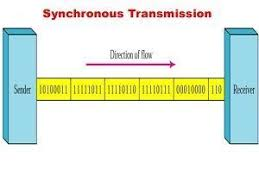 Synchronous Transmission
Direction of flow
Sender 10100011 11111011 11110110 11110111 00010000 110 Receiver